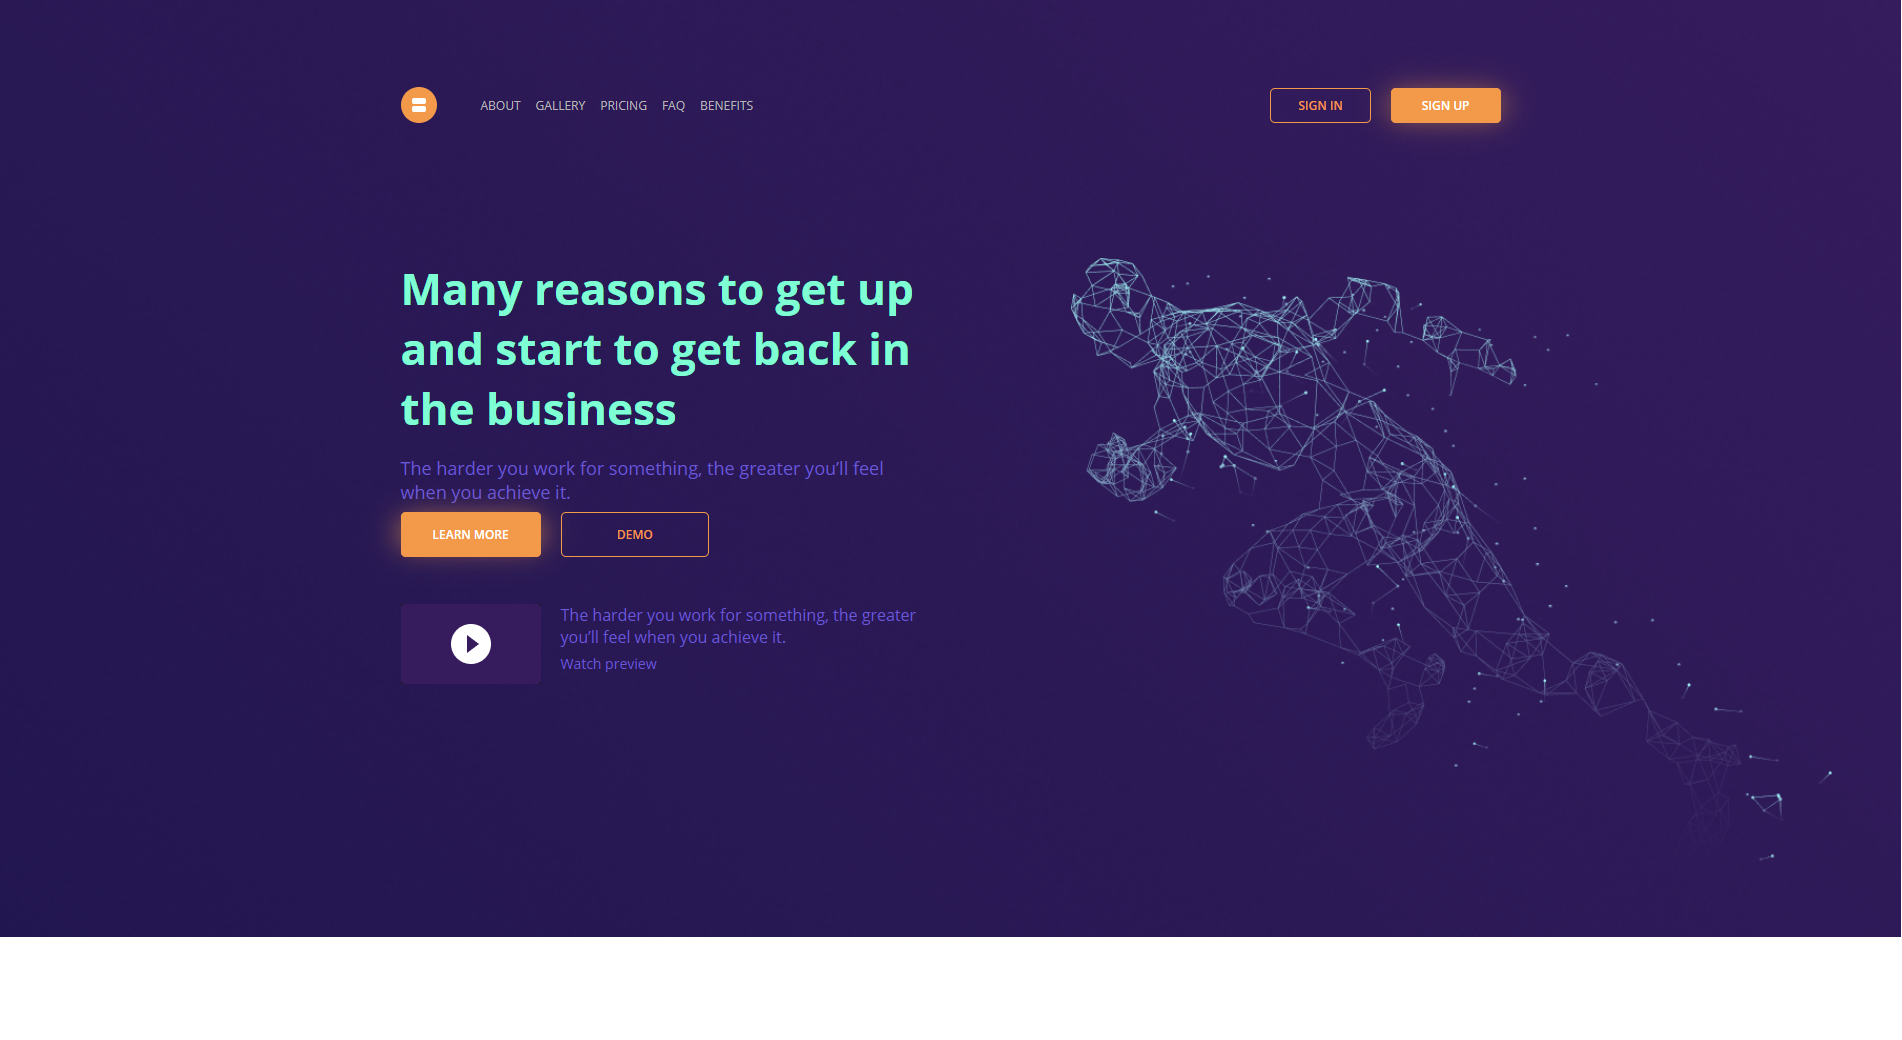 ABOUT GALLERY PRICING FAQ BENEFITS SIGN IN SIGN UP
Many reasons to get up
and start to get back in
the business
The harder you work for something, the greater you’ll feel
when you achieve it.
LEARN MORE DEMO
The harder you work for something, the greater
you’ll feel when you achieve it.
Watch preview